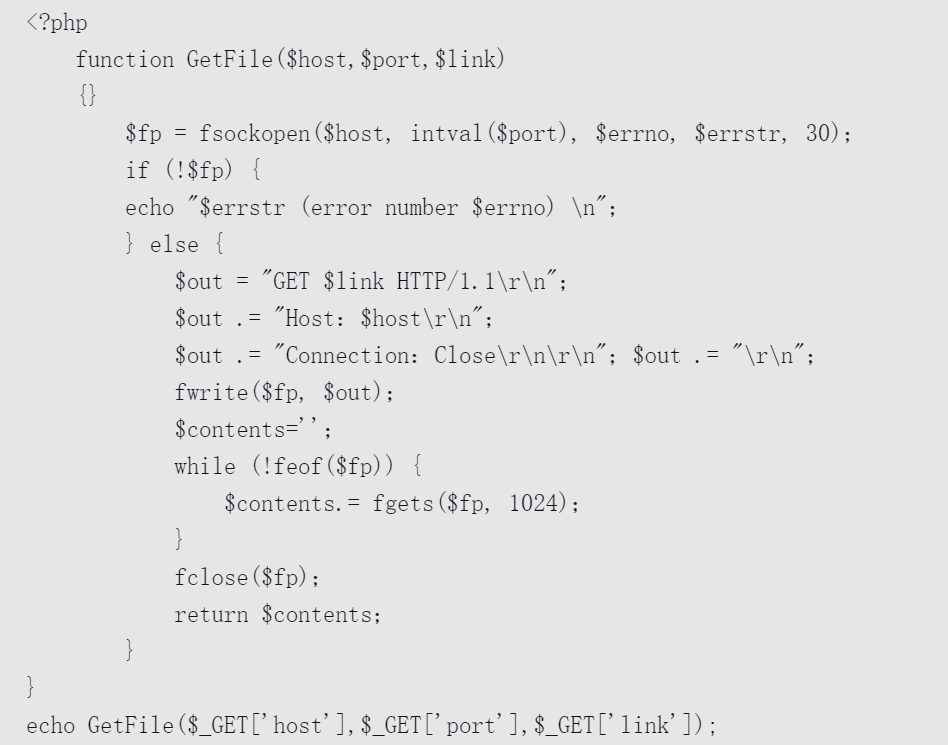 <?php
function GetFile($host,$port,$link)
{}
$fp = fsockopen($host, intval($port), $errno, $errstr, 30);
if (!$fp) {
echo "$errstr (error number $errno) \n";
} else {
$out = "GET $link HTTP/1.1\r\n";
$out .= "Host: $host\r\n";
$out .= "Connection: Close\r\n\r\n"; $out .= "\r\n";
fwrite($fp, $out);
$contents='';
while (!feof($fp)) {
$contents.= fgets($fp, 1024);
}
fclose($fp);
return $contents;
}
}
echo GetFile($_GET['host'],$_GET['port'],$_GET['link']);